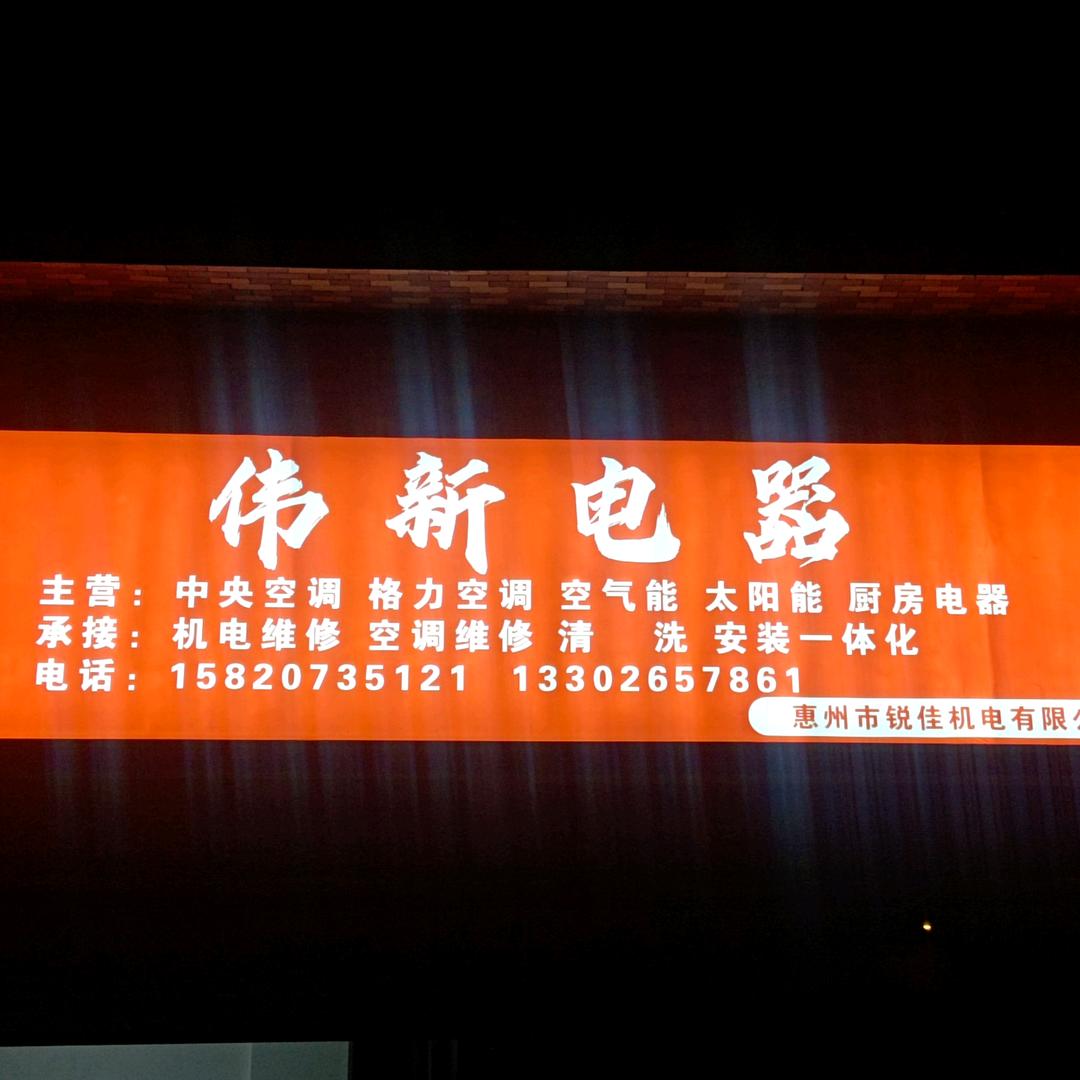 伟新电器
主营：中央空调 格力空调 空气能 太阳能 厨房电器
承接：机电维修 空调维修 清 洗 安装一体化
电话：15820735121 13302657861
惠州市锐佳机电有限